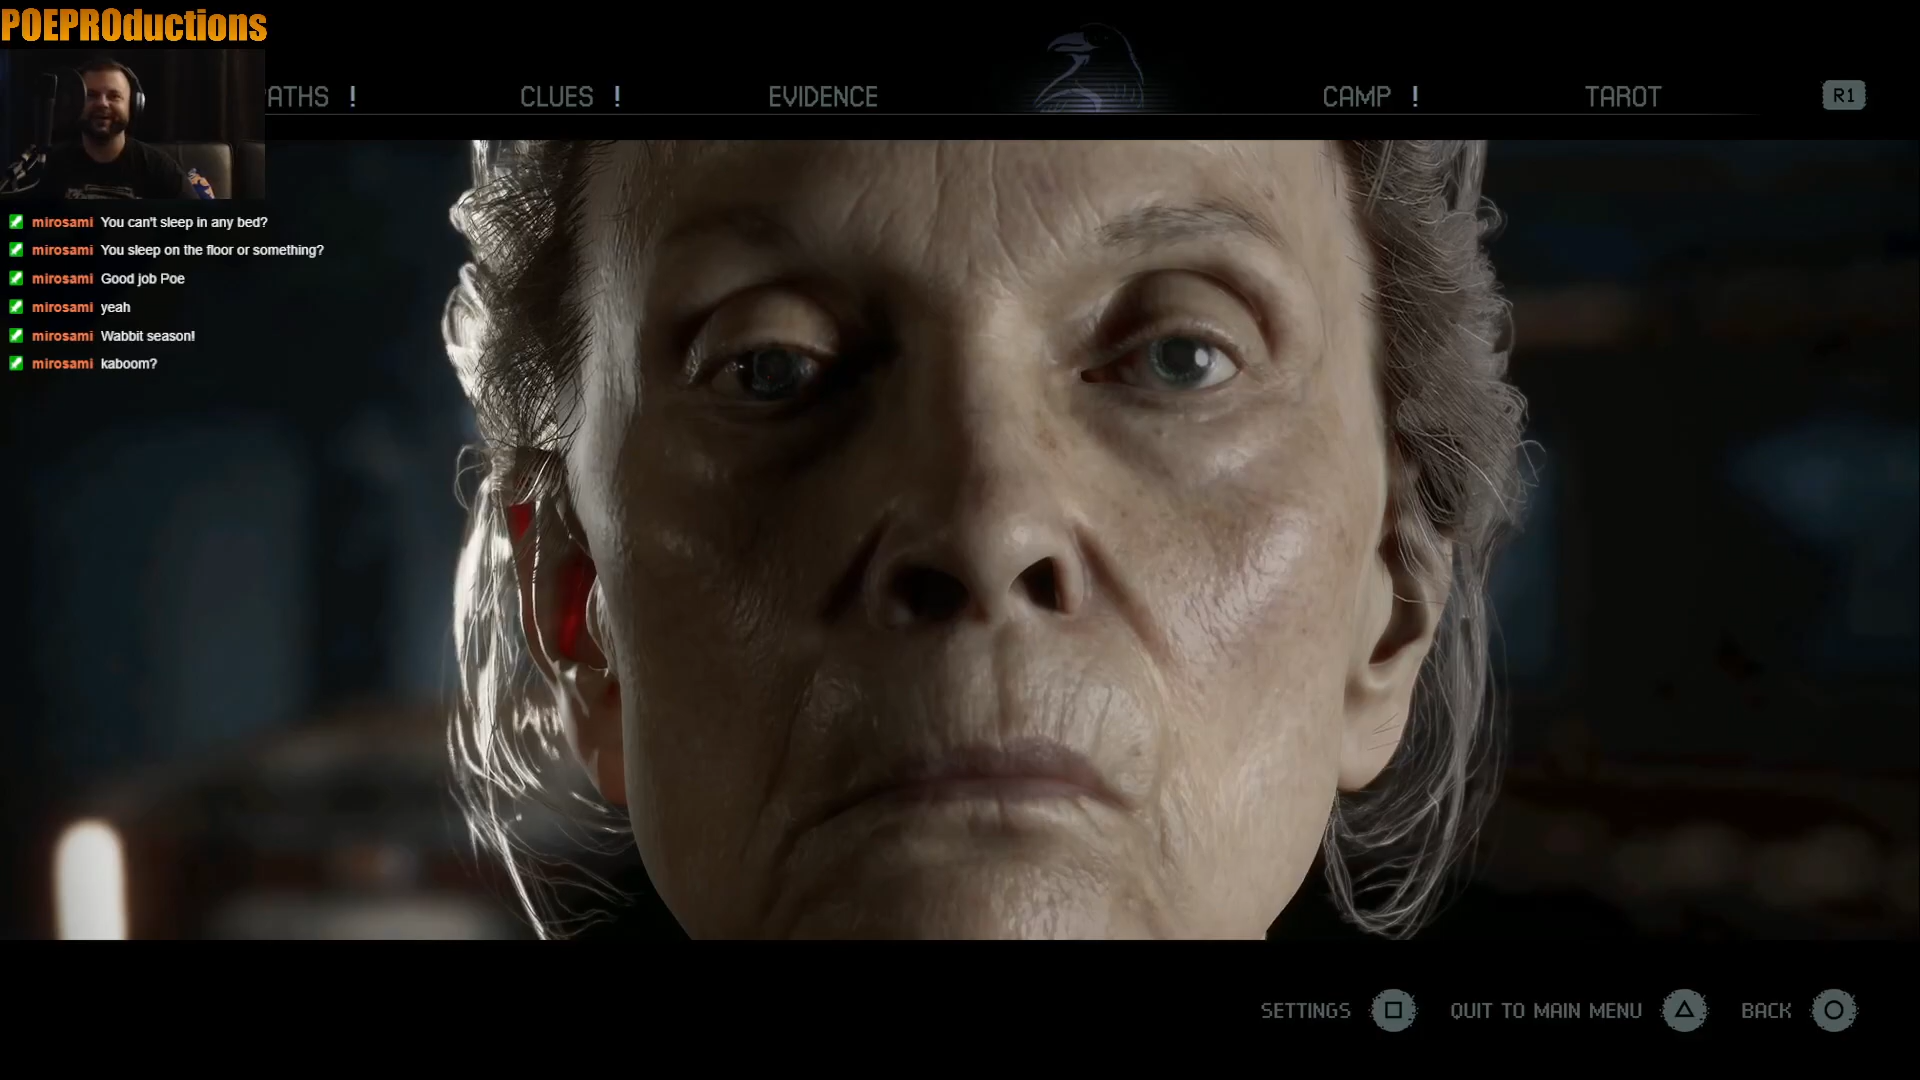 POEPROductions
ATHS ! CLUES ! EVIDENCE CAMP ! TAROT R1
mirosami You can't sleep in any bed?
mirosami You sleep on the floor or something?
mirosami Good job Poe
mirosami yeah
mirosami Wabbit season!
mirosami kaboom?
SETTINGS QUIT TO MAIN MENU BACK